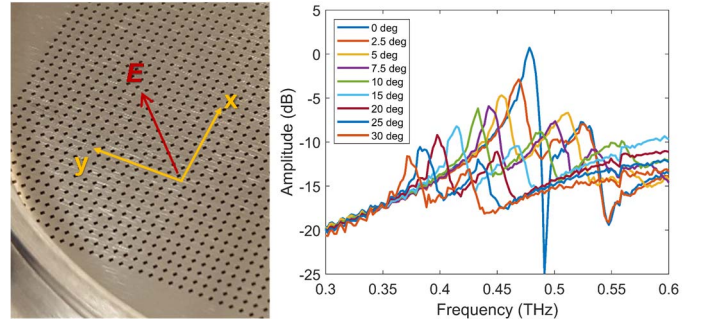 E
x
y
5
0
-5
-10
-15
-20
-25
Amplitude (dB)
0 deg
2.5 deg
5 deg
7.5 deg
10 deg
15 deg
20 deg
25 deg
30 deg
0.3 0.35 0.4 0.45 0.5 0.55 0.6
Frequency (THz)